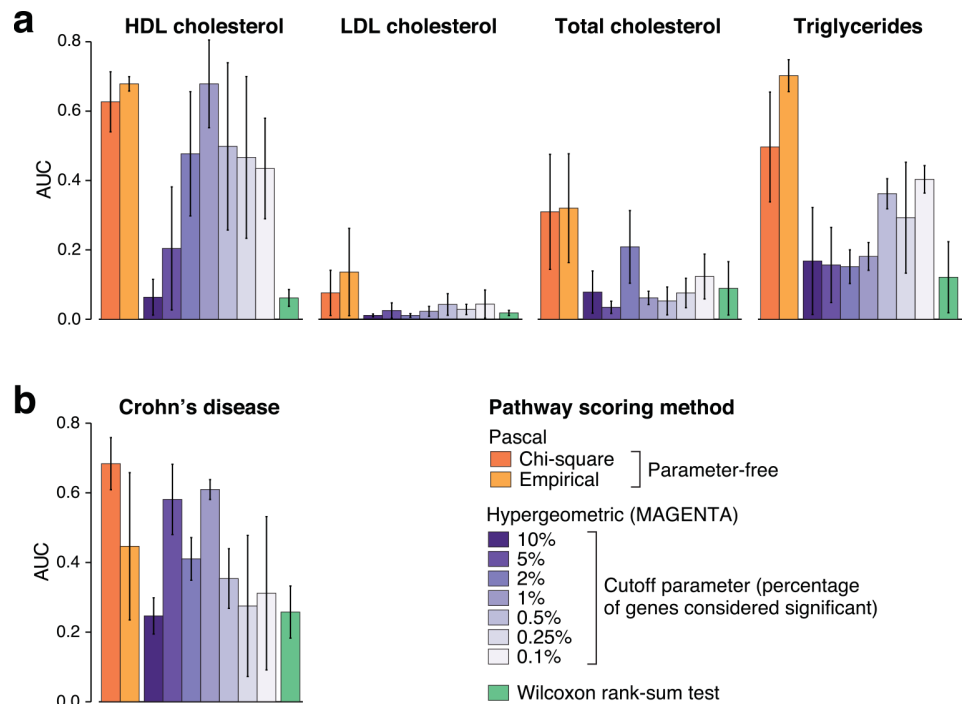 a
HDL cholesterol
LDL cholesterol
Total cholesterol
Triglycerides
0.8
0.6
0.4
0.2
0.0
AUC
b
Crohn's disease
0.8
0.6
0.4
0.2
0.0
AUC
Pathway scoring method
Pascal
Chi-square
Empirical
Parameter-free
Hypergeometric (MAGENTA)
10%
5%
2%
1%
0.5%
0.25%
0.1%
Cutoff parameter (percentage
of genes considered significant)
Wilcoxon rank-sum test